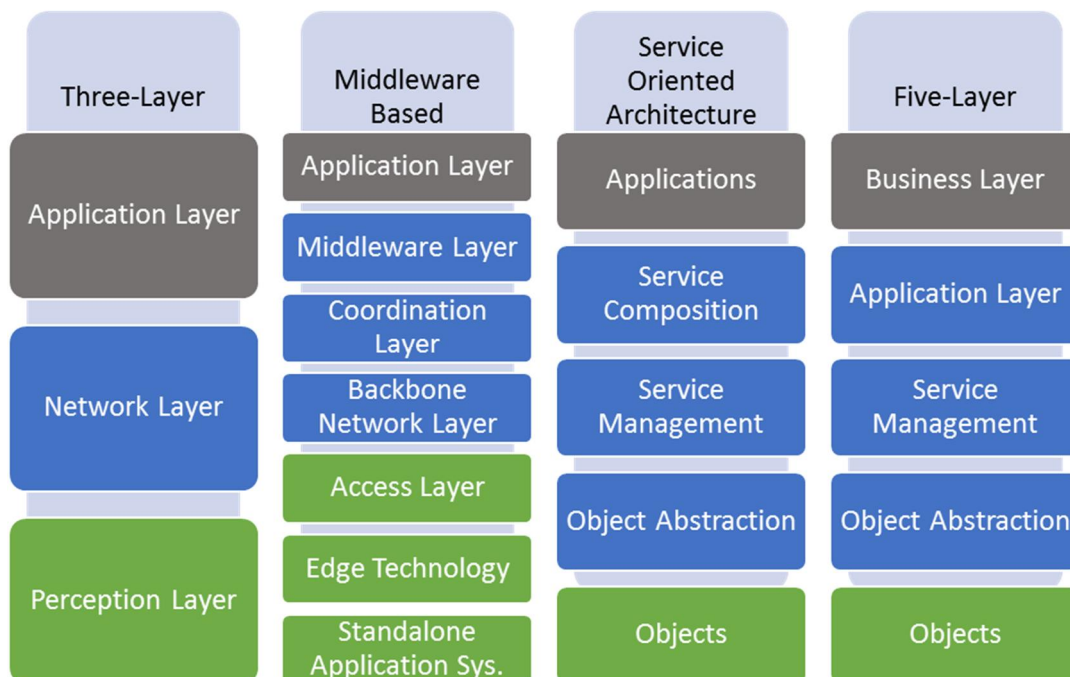 Three-Layer
Application Layer
Network Layer
Perception Layer
Middleware
Based
Application Layer
Middleware Layer
Coordination
Layer
Backbone
Network Layer
Access Layer
Edge Technology
Standalone
Application Sys.
Service
Oriented
Architecture
Applications
Service
Composition
Service
Management
Object Abstraction
Objects
Five-Layer
Business Layer
Application Layer
Service
Management
Object Abstraction
Objects